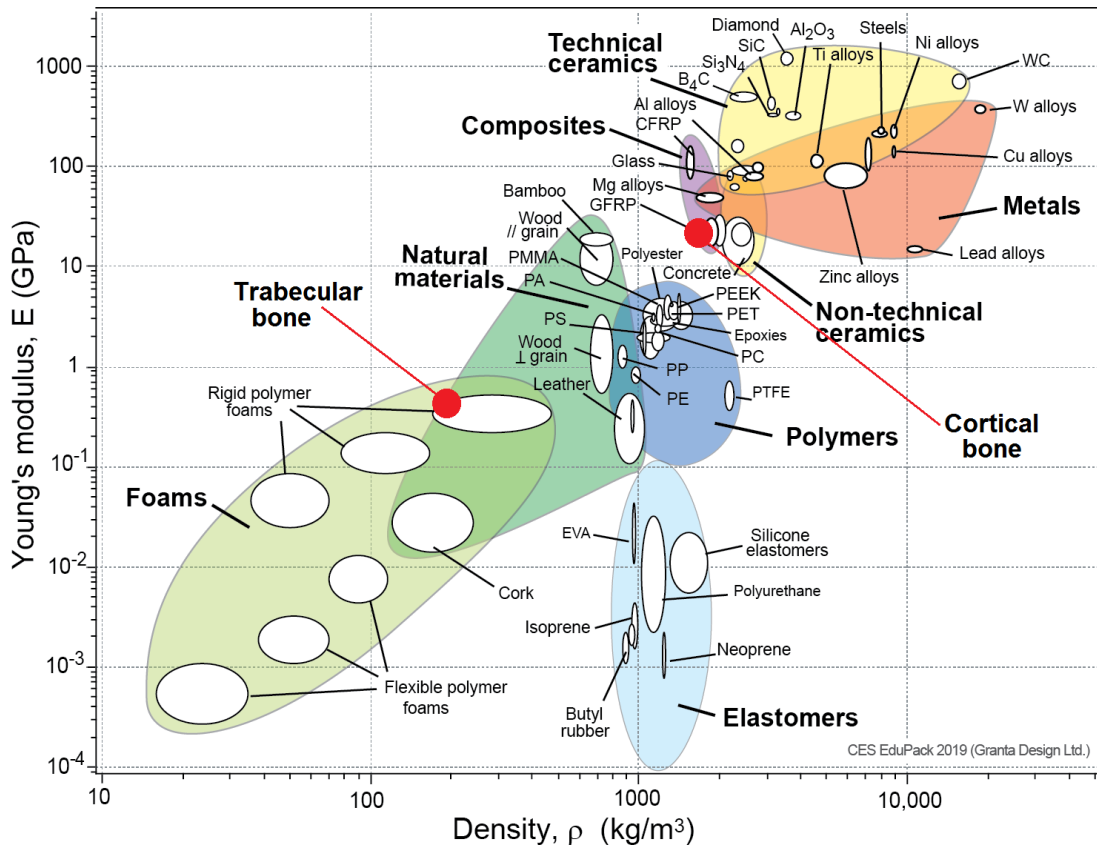 Young's modulus, E (GPa)
1000
100
10
1
10⁻¹
10⁻²
10⁻³
10⁻⁴
10
100
1000
10,000
Density, ρ (kg/m³)
Technical
ceramics
Diamond
SiC
Si₃N₄
B₄C
Al₂O₃
Ti alloys
Steels
Ni alloys
WC
W alloys
Cu alloys
Metals
Lead alloys
Zinc alloys
Al alloys
CFRP
Composites
Glass
Mg alloys
GFRP
Bamboo
Wood
// grain
Natural
materials
PMMA
PA
PS
Wood
⊥ grain
Leather
Polyester
Concrete
PEEK
PET
Epoxies
PC
PP
PE
PTFE
Non-technical
ceramics
Polymers
Cortical
bone
Trabecular
bone
Rigid polymer
foams
Foams
Cork
Flexible polymer
foams
EVA
Silicone
elastomers
Polyurethane
Isoprene
Neoprene
Butyl
rubber
Elastomers
CES EduPack 2019 (Granta Design Ltd.)